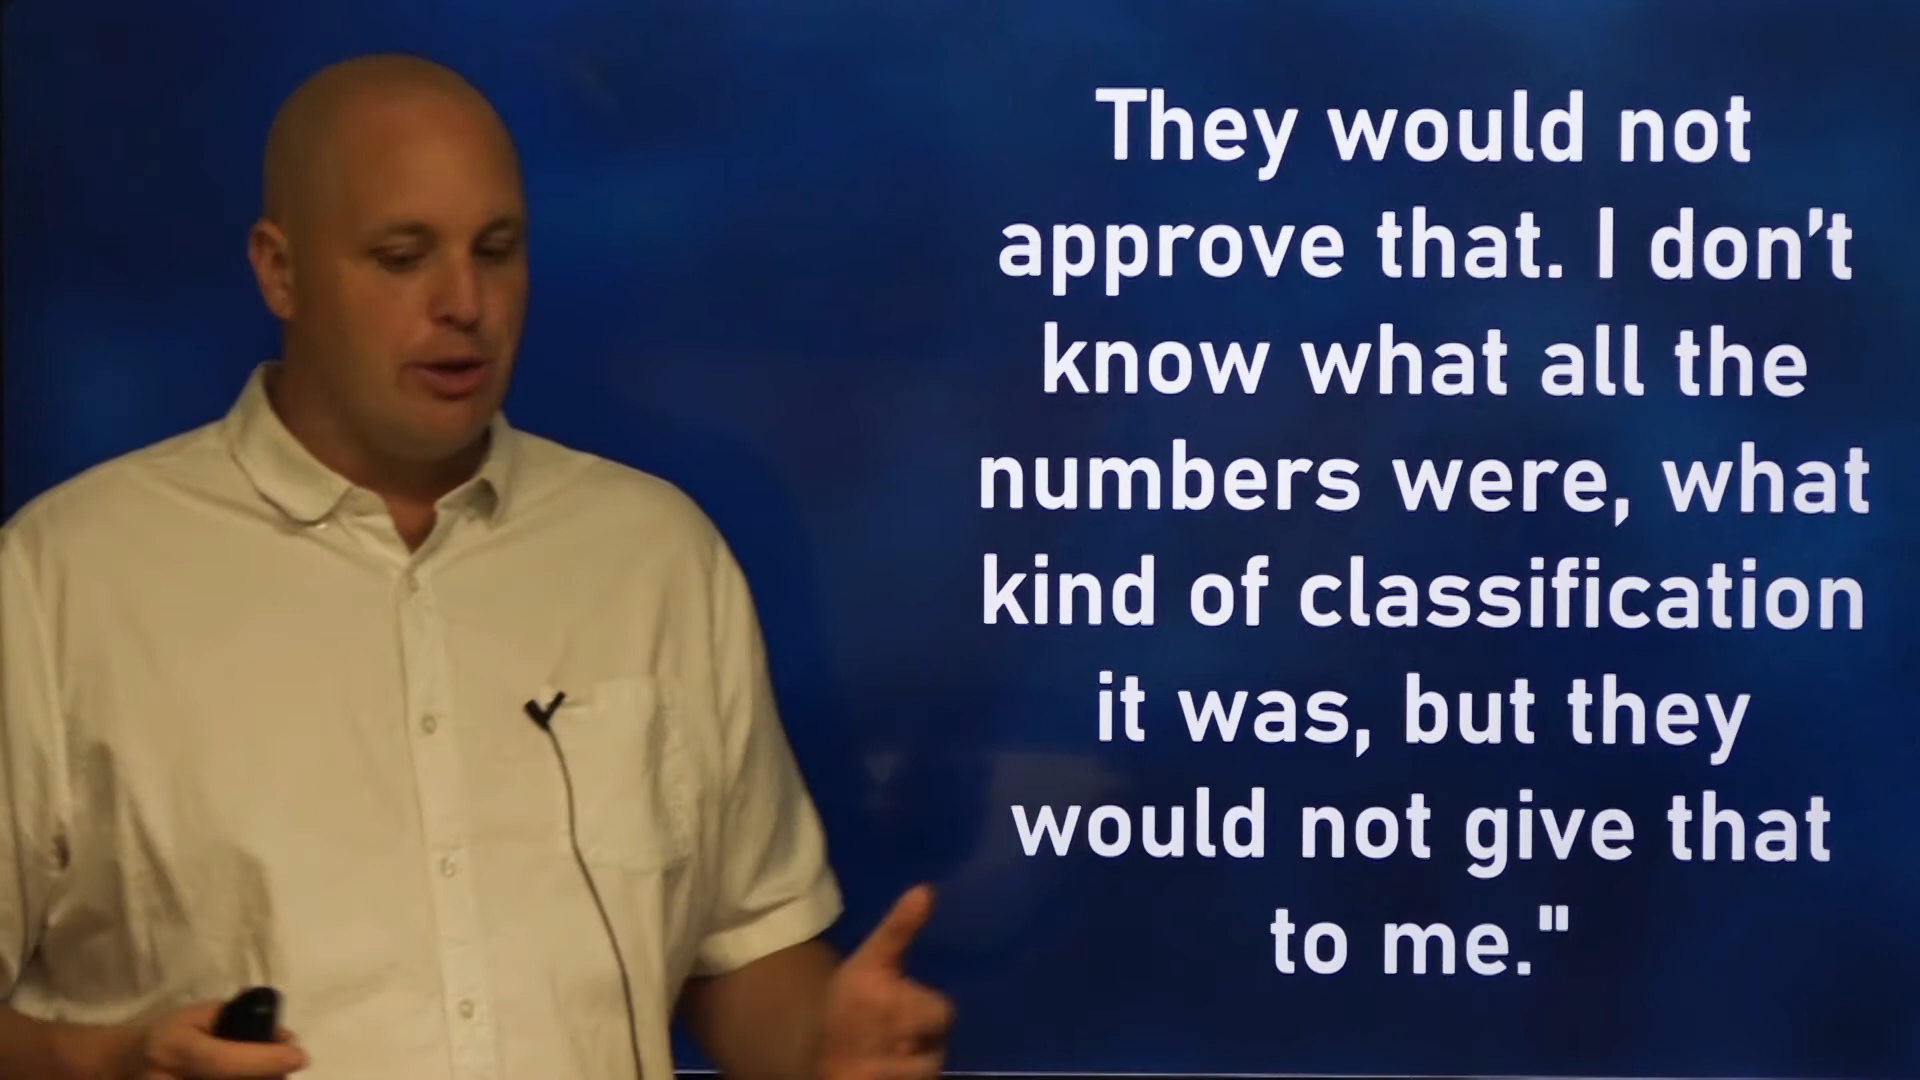 They would not
approve that. I don’t
know what all the
numbers were, what
kind of classification
it was, but they
would not give that
to me."